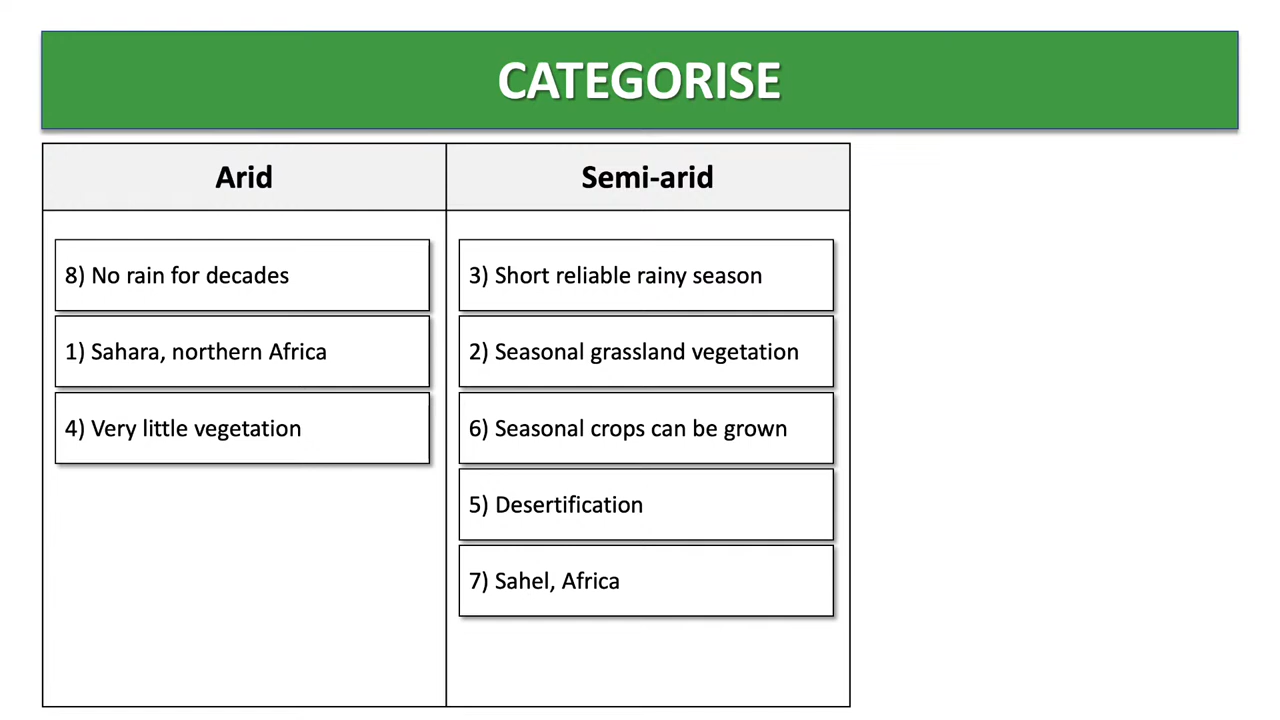 CATEGORISE
Arid
Semi-arid
8) No rain for decades
1) Sahara, northern Africa
4) Very little vegetation
3) Short reliable rainy season
2) Seasonal grassland vegetation
6) Seasonal crops can be grown
5) Desertification
7) Sahel, Africa